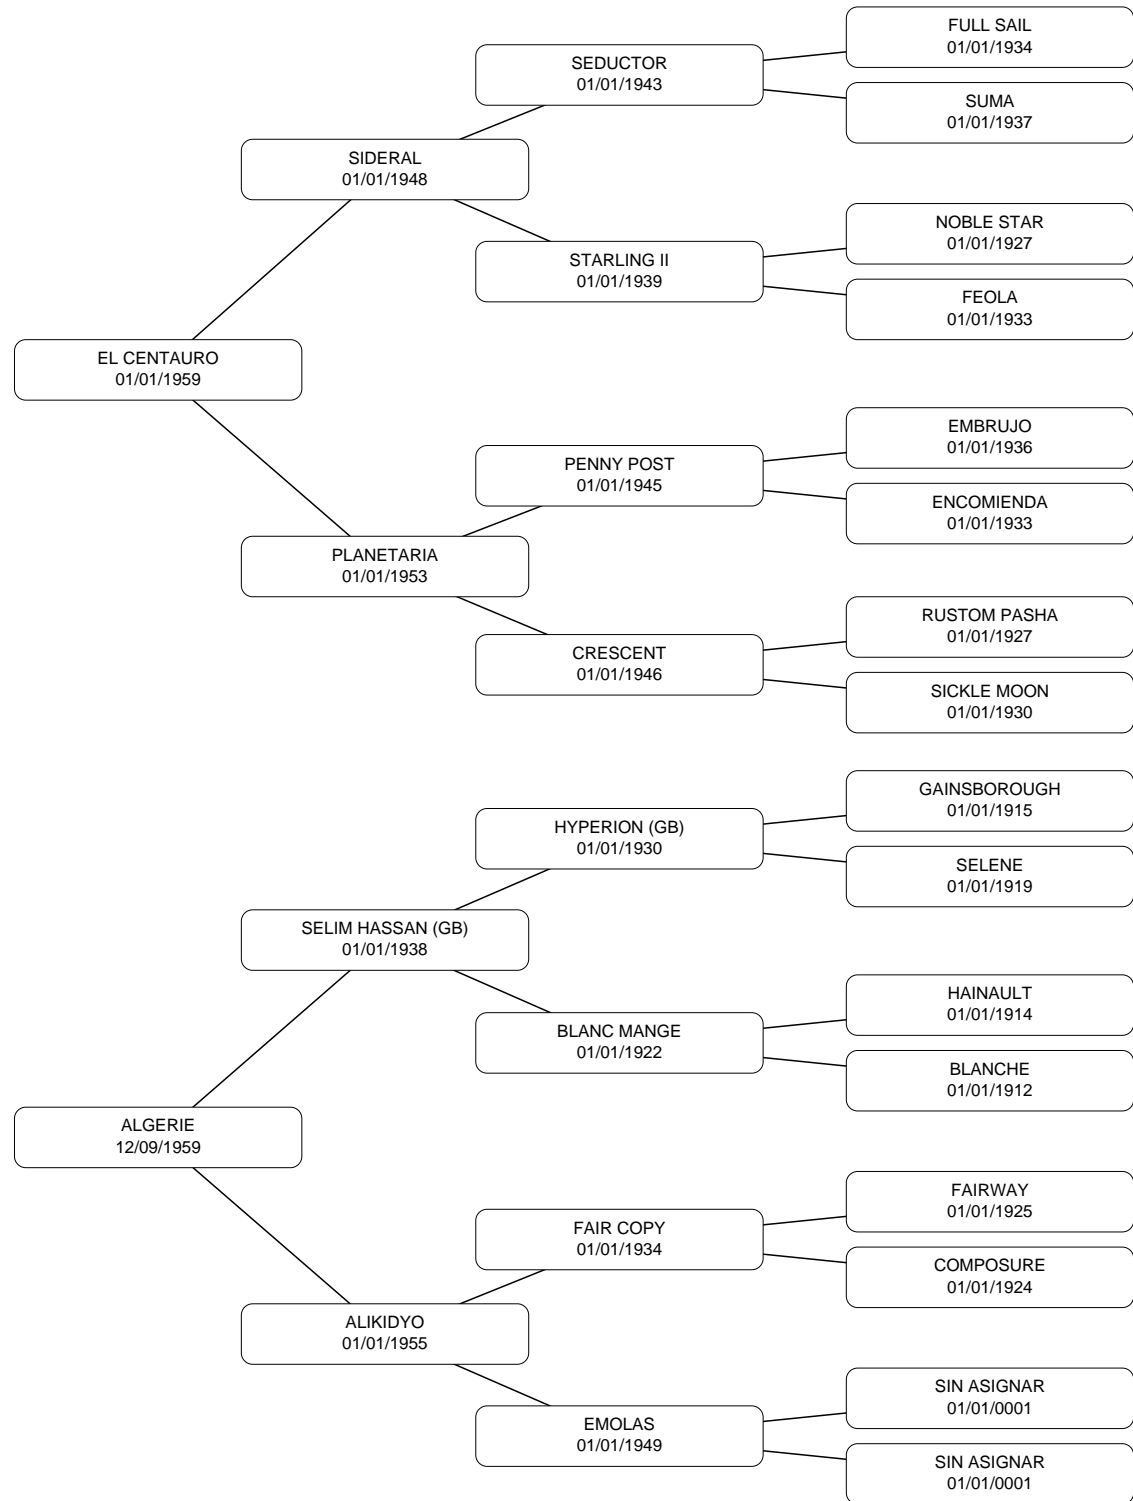 FULL SAIL
01/01/1934
SEDUCTOR
01/01/1943
SUMA
01/01/1937
SIDERAL
01/01/1948
NOBLE STAR
01/01/1927
STARLING II
01/01/1939
FEOLA
01/01/1933
EL CENTAURO
01/01/1959
EMBRUJO
01/01/1936
PENNY POST
01/01/1945
ENCOMIENDA
01/01/1933
PLANETARIA
01/01/1953
RUSTOM PASHA
01/01/1927
CRESCENT
01/01/1946
SICKLE MOON
01/01/1930
GAINSBOROUGH
01/01/1915
HYPERION (GB)
01/01/1930
SELENE
01/01/1919
SELIM HASSAN (GB)
01/01/1938
HAINAULT
01/01/1914
BLANC MANGE
01/01/1922
BLANCHE
01/01/1912
ALGERIE
12/09/1959
FAIRWAY
01/01/1925
FAIR COPY
01/01/1934
COMPOSURE
01/01/1924
ALIKIDYO
01/01/1955
SIN ASIGNAR
01/01/0001
EMOLAS
01/01/1949
SIN ASIGNAR
01/01/0001